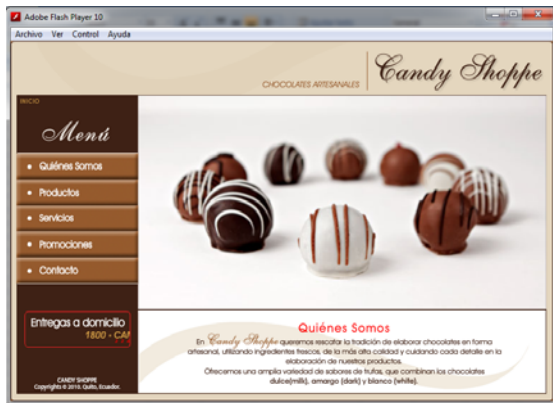 Adobe Flash Player 10
Archivo Ver Control Ayuda
CHOCOLATES ARTESANALES
Candy Shoppe
INICIO
Menú
Quiénes Somos
Productos
Servicios
Promociones
Contacto
Entregas a domicilio
1800 - CAN
CANDY SHOPPE
Copyrights © 2010. Quito, Ecuador.
Quiénes Somos
En Candy Shoppe queremos rescatar la tradición de elaborar chocolates en forma
artesanal, utilizando ingredientes frescos, de la más alta calidad y cuidando cada detalle en la
elaboración de nuestros productos.
Ofrecemos una amplia variedad de sabores de trufas, que combinan los chocolates
dulce(milk), amargo (dark) y blanco (white).